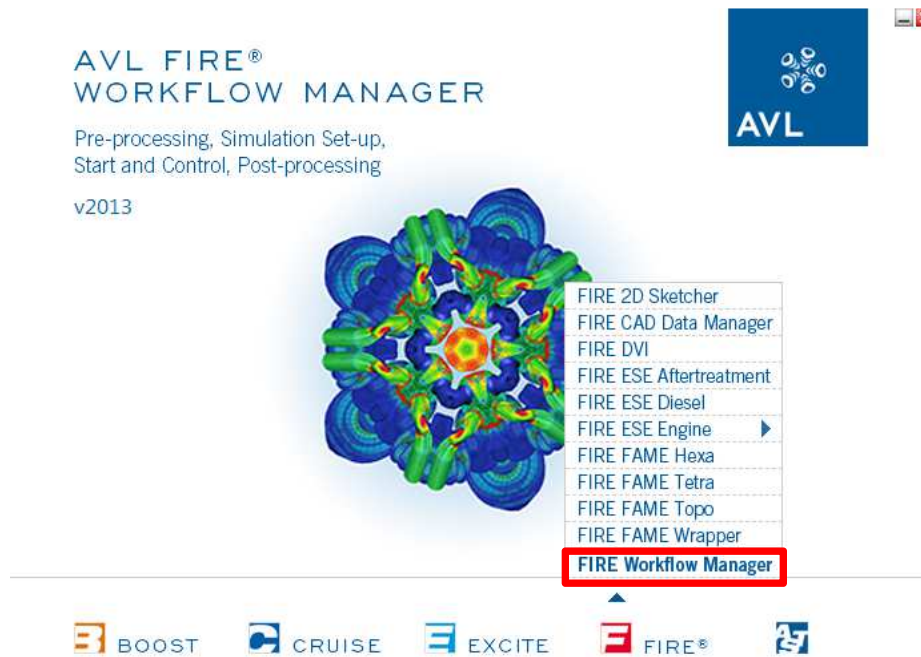 AVL FIRE®
WORKFLOW MANAGER
Pre-processing, Simulation Set-up,
Start and Control, Post-processing
v2013
AVL
FIRE 2D Sketcher
FIRE CAD Data Manager
FIRE DVI
FIRE ESE Aftertreatment
FIRE ESE Diesel
FIRE ESE Engine
FIRE FAME Hexa
FIRE FAME Tetra
FIRE FAME Topo
FIRE FAME Wrapper
FIRE Workflow Manager
B BOOST
C CRUISE
E EXCITE
F FIRE®
AST